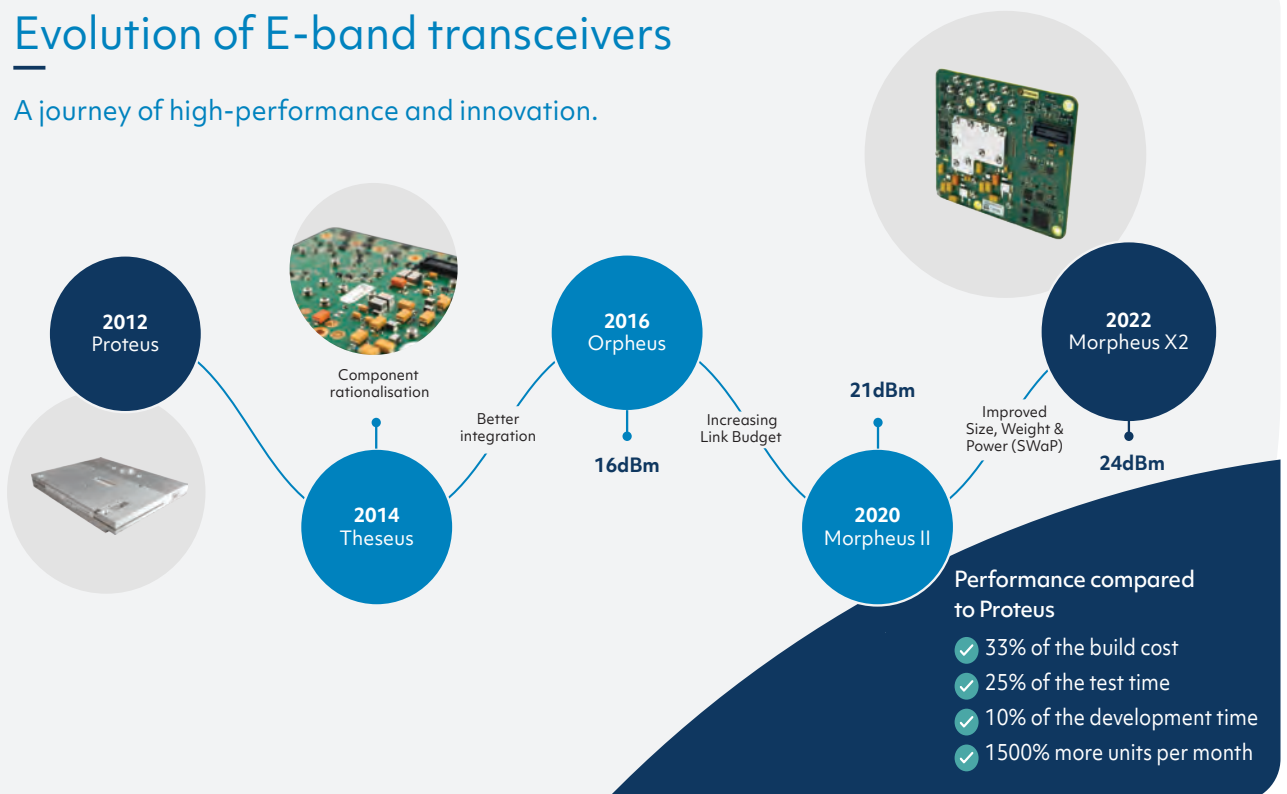 Evolution of E-band transceivers
A journey of high-performance and innovation.
2012
Proteus
Component
rationalisation
2014
Theseus
Better
integration
2016
Orpheus
16dBm
Increasing
Link Budget
21dBm
2020
Morpheus II
Improved
Size, Weight &
Power (SWaP)
2022
Morpheus X2
24dBm
Performance compared
to Proteus
33% of the build cost
25% of the test time
10% of the development time
1500% more units per month